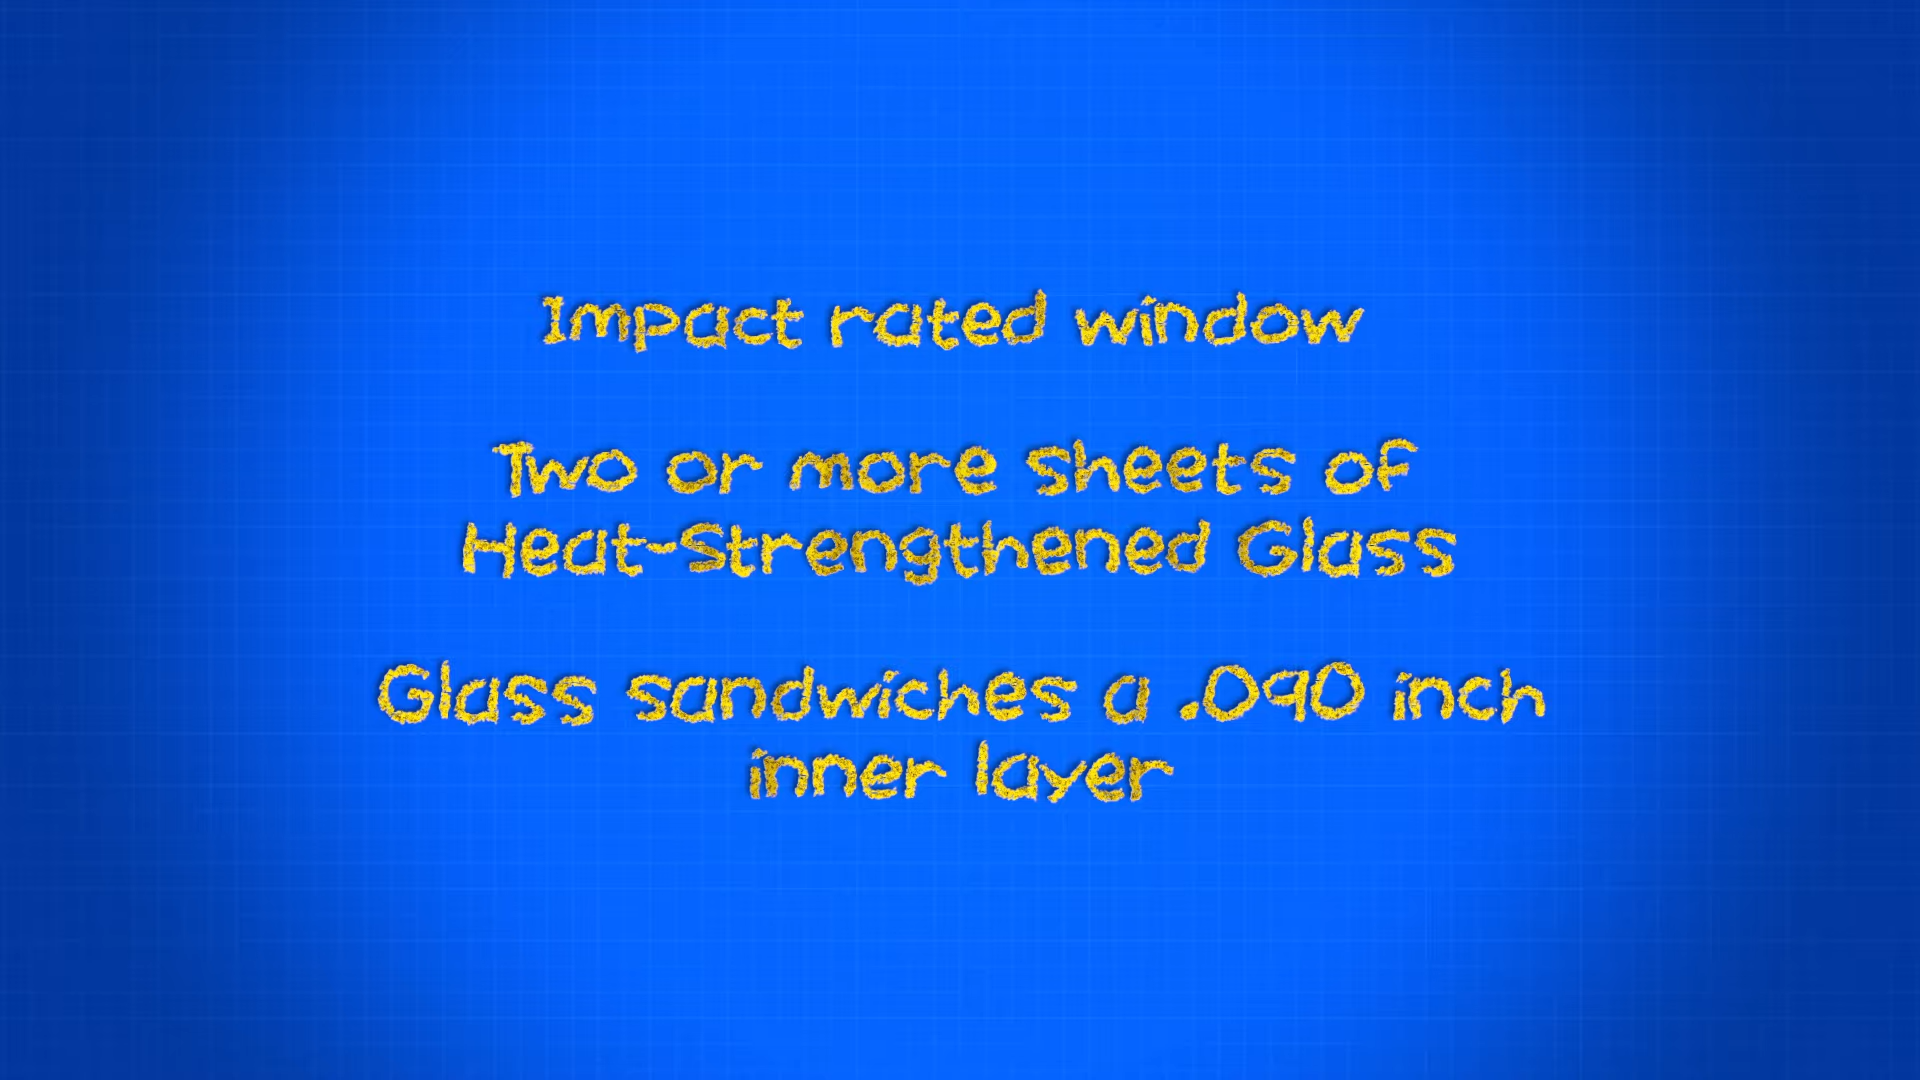 Impact rated window
Two or more sheets of
Heat-Strengthened Glass
Glass sandwiches a .090 inch
inner layer